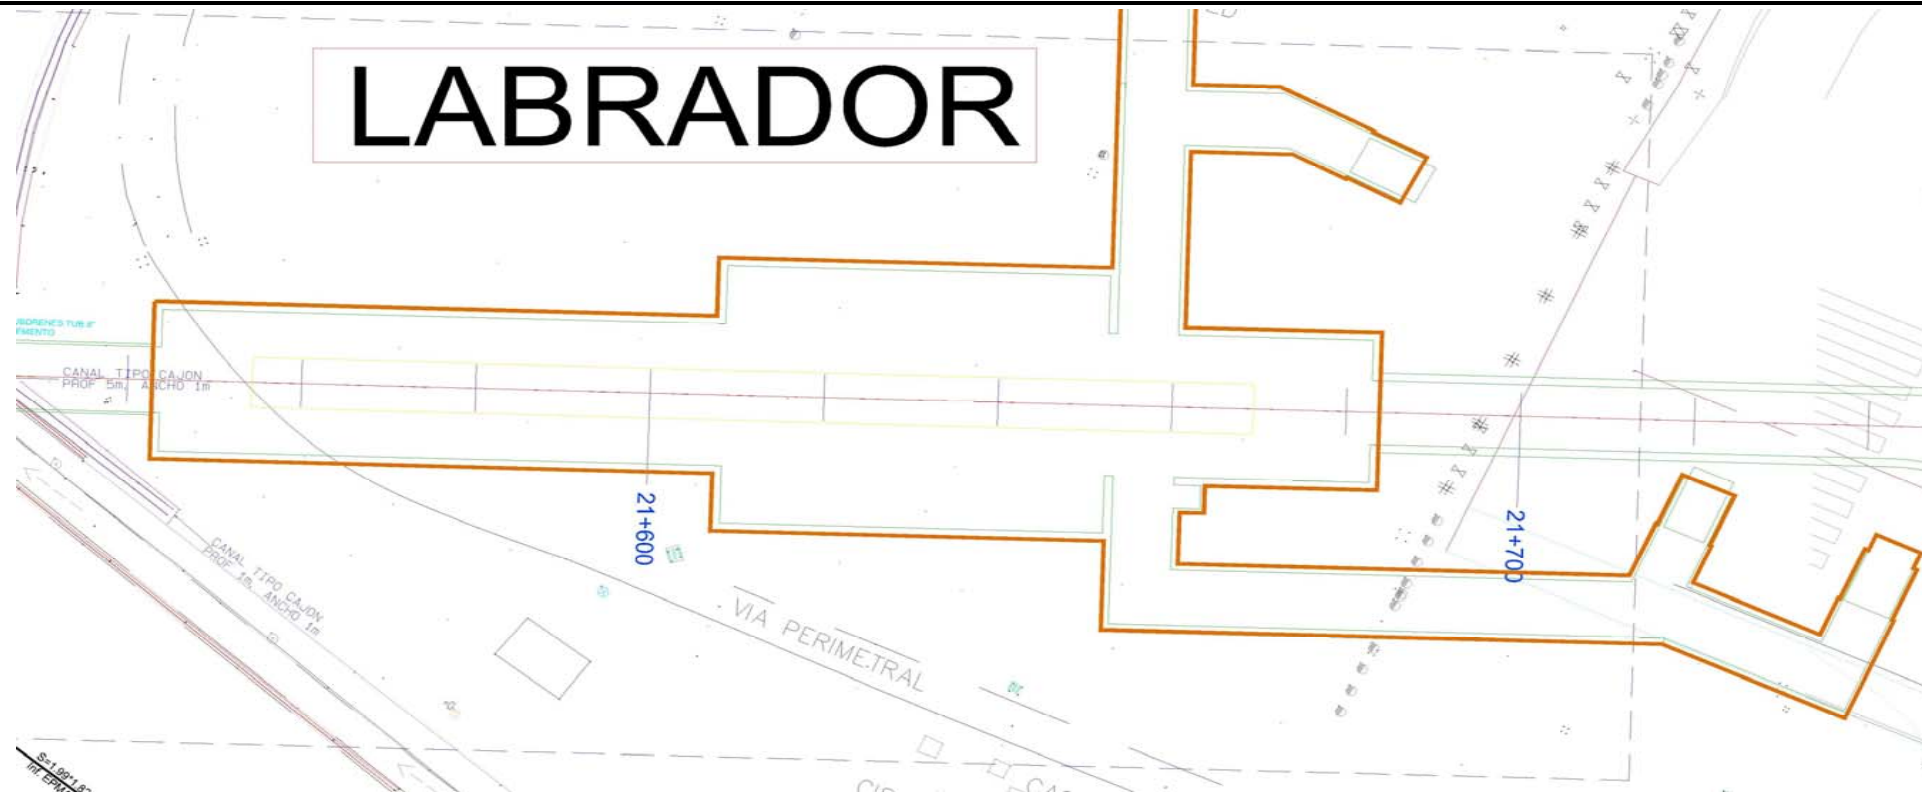 LABRADOR
CANAL TIPO CAJON
PROF 5m, ANCHO 1m
21+600
21+700
CANAL TIPO CAJON
PROF 1m, ANCHO 1m
VIA PERIMETRAL